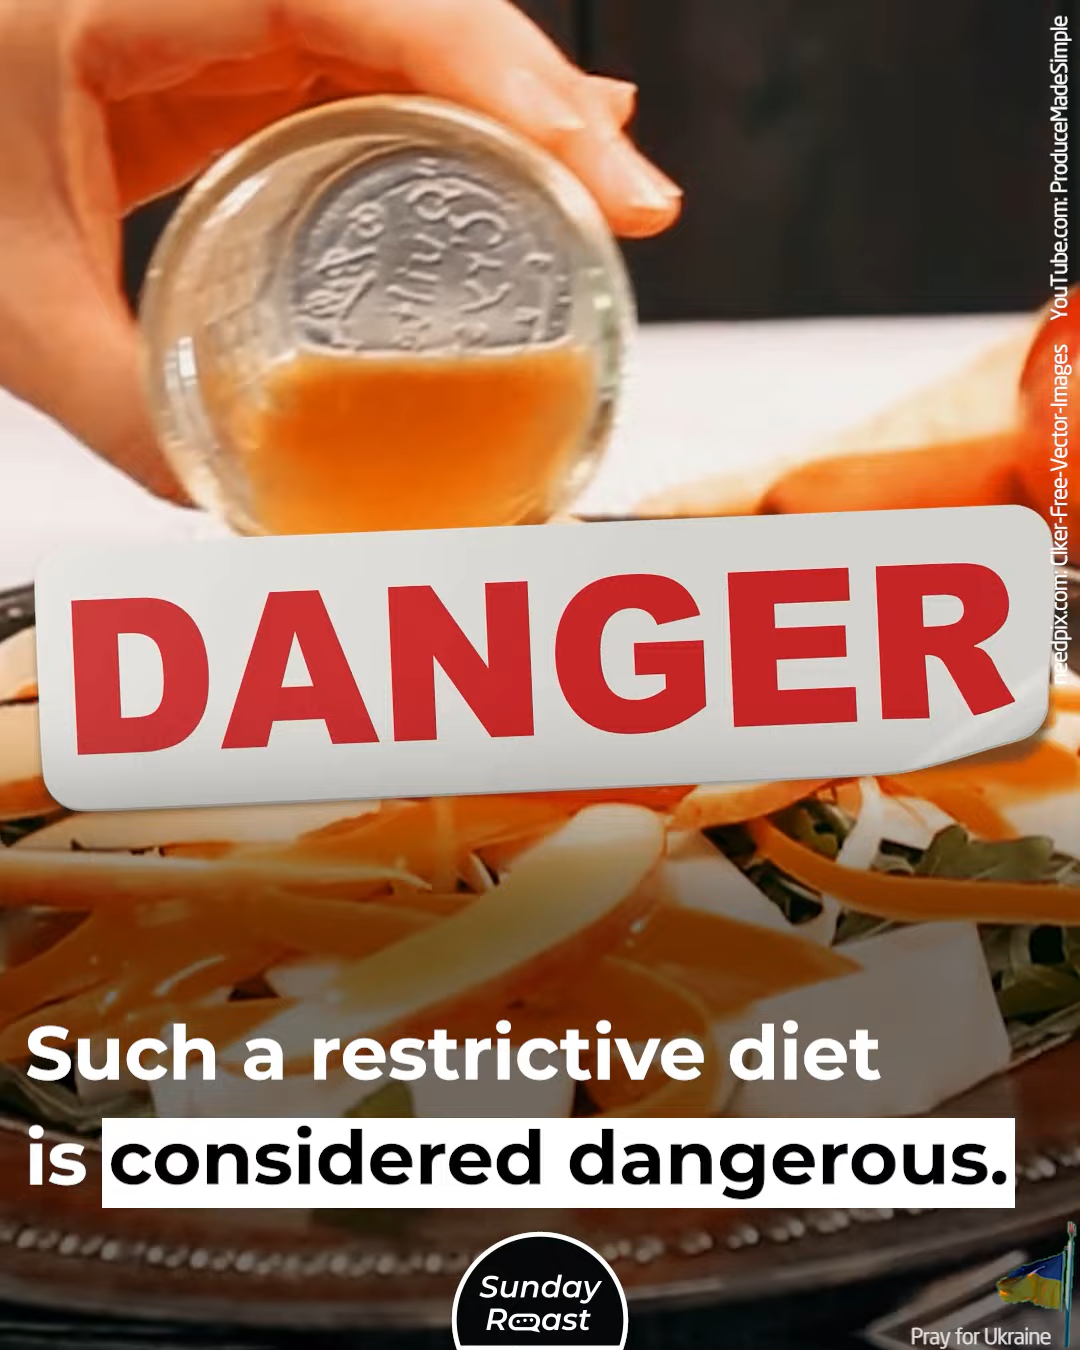 YouTube.com: ProduceMadeSimple
needpix.com: Clker-Free-Vector-Images
DANGER
Such a restrictive diet
is considered dangerous.
Sunday
Roast
Pray for Ukraine